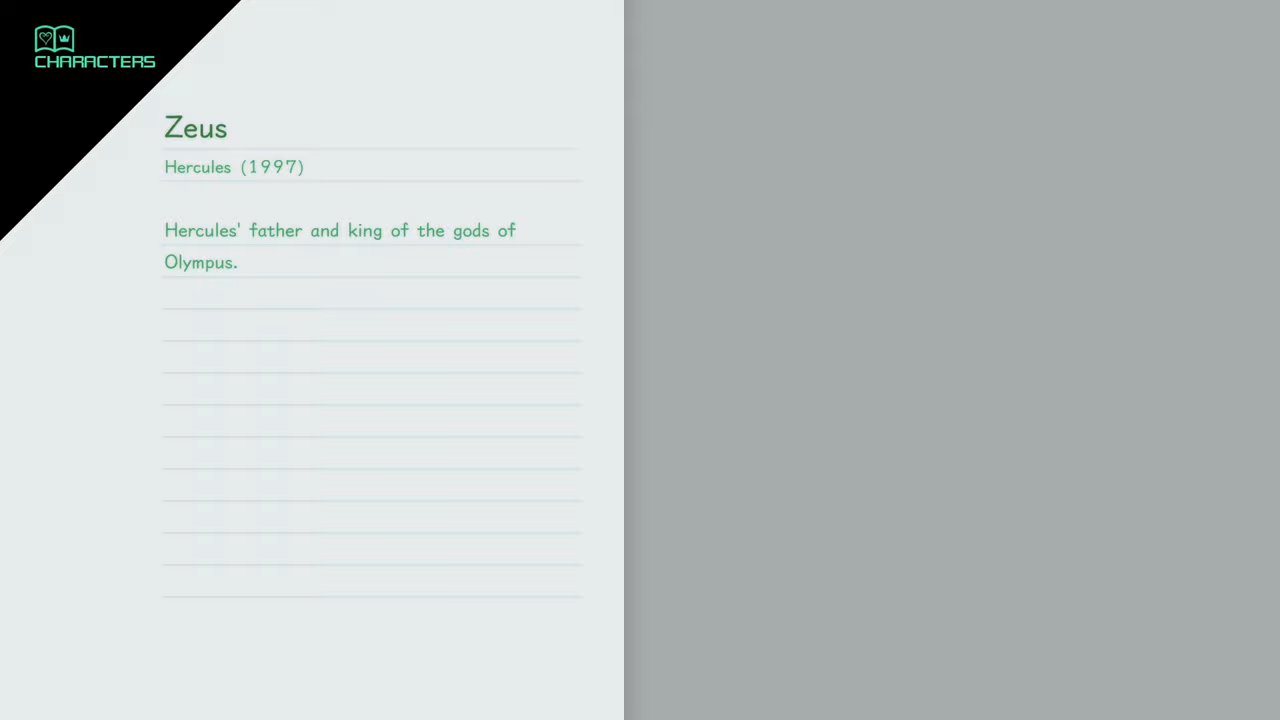 CHARACTERS
Zeus
Hercules (1997)
Hercules' father and king of the gods of
Olympus.